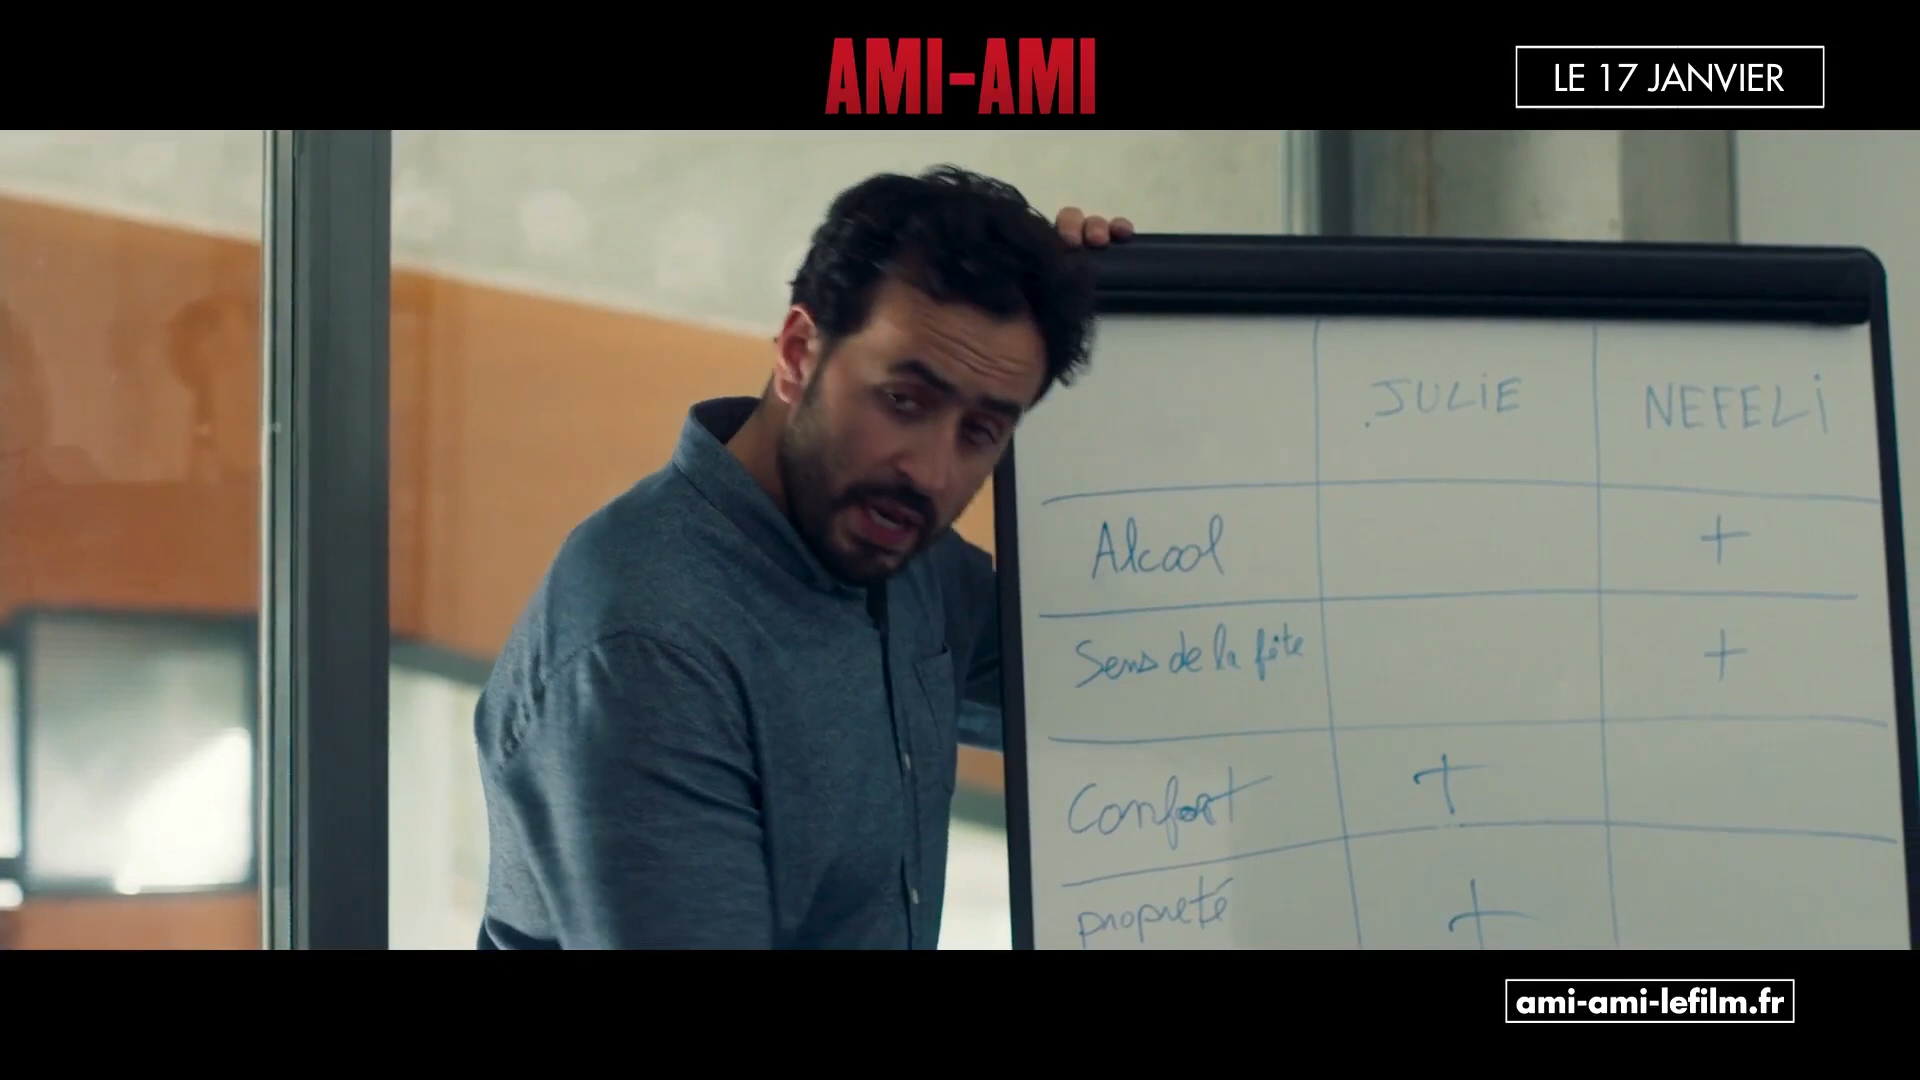 AMI-AMI
LE 17 JANVIER
JULIE NEFELI
Alcool +
Sens de la fête +
Confort +
propreté +
ami-ami-lefilm.fr